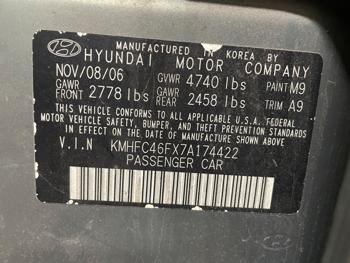 MANUFACTURED IN KOREA BY
HYUNDAI MOTOR COMPANY
NOV/08/06 GVWR 4740 lbs PAINT M9
GAWR FRONT 2778 lbs GAWR REAR 2458 lbs TRIM A9
THIS VEHICLE CONFORMS TO ALL APPLICABLE FEDERAL
MOTOR VEHICLE SAFETY, BUMPER, AND THEFT PREVENTION
STANDARDS IN EFFECT ON THE DATE OF MANUFACTURE
SHOWN ABOVE.
V.I.N KMHFC46FX7A174422
PASSENGER CAR